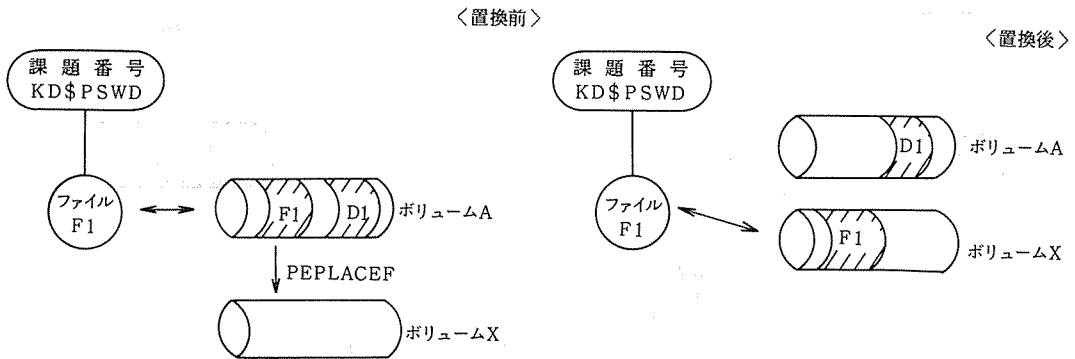 〈置換前〉
課題番号
KD$PSWD
ファイル
F1
F1
D1
ボリュームA
PEPLACEF
ボリュームX
〈置換後〉
課題番号
KD$PSWD
ファイル
F1
D1
ボリュームA
F1
ボリュームX